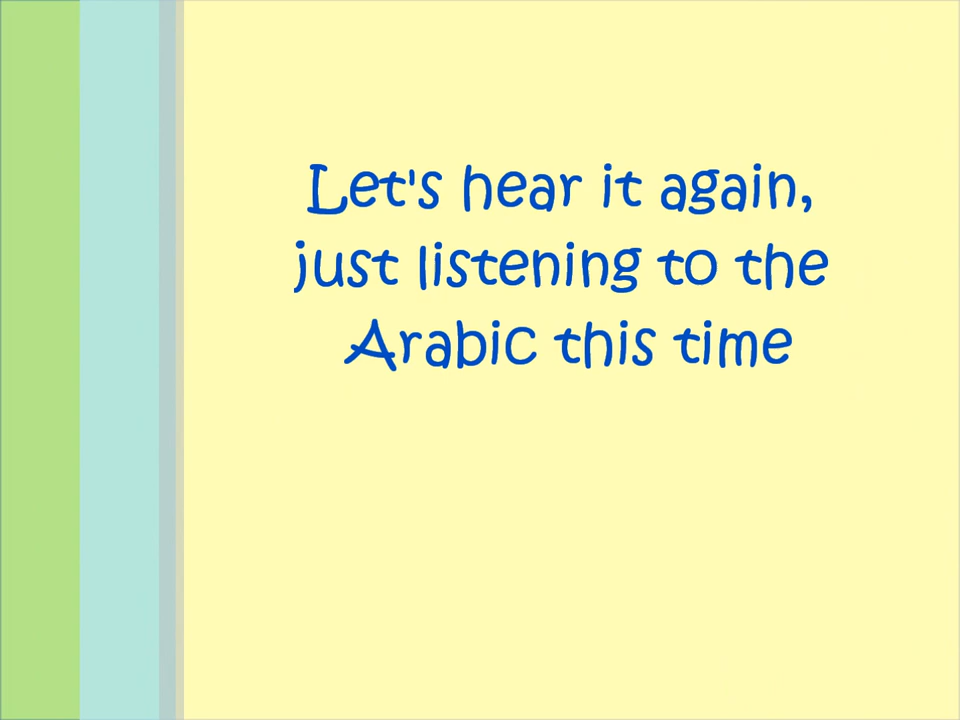 Let's hear it again,
just listening to the
Arabic this time